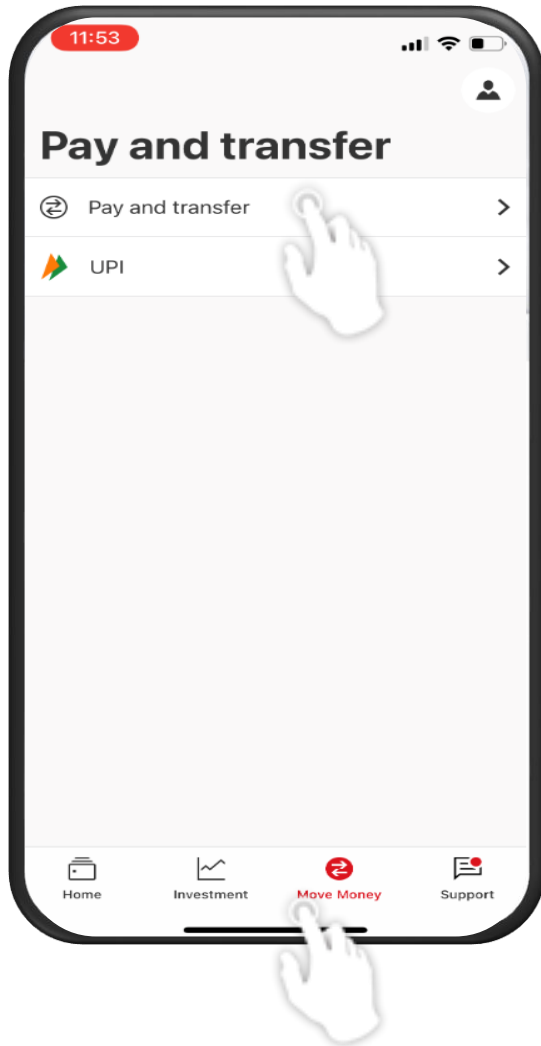 11:53
Pay and transfer
Pay and transfer
UPI
Home Investment Move Money Support